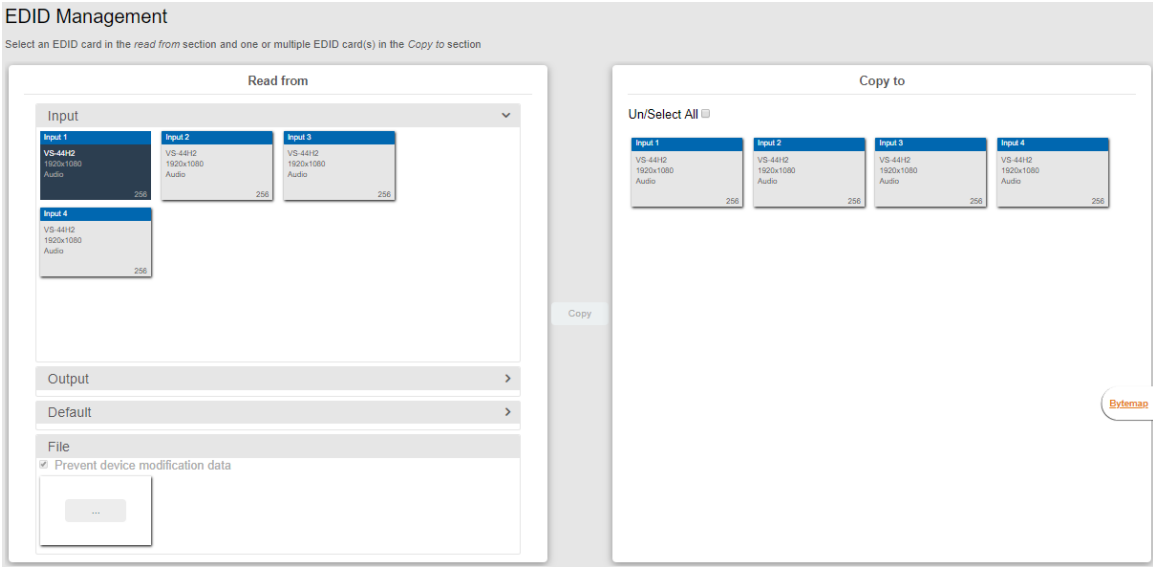 EDID Management
Select an EDID card in the read from section and one or multiple EDID card(s) in the Copy to section
Read from
Input
Input 1
VS-44H2
1920x1080
Audio
256
Input 2
VS-44H2
1920x1080
Audio
256
Input 3
VS-44H2
1920x1080
Audio
256
Input 4
VS-44H2
1920x1080
Audio
256
Output
Default
File
Prevent device modification data
...
Copy
Copy to
Un/Select All
Input 1
VS-44H2
1920x1080
Audio
256
Input 2
VS-44H2
1920x1080
Audio
256
Input 3
VS-44H2
1920x1080
Audio
256
Input 4
VS-44H2
1920x1080
Audio
256
Bytemap